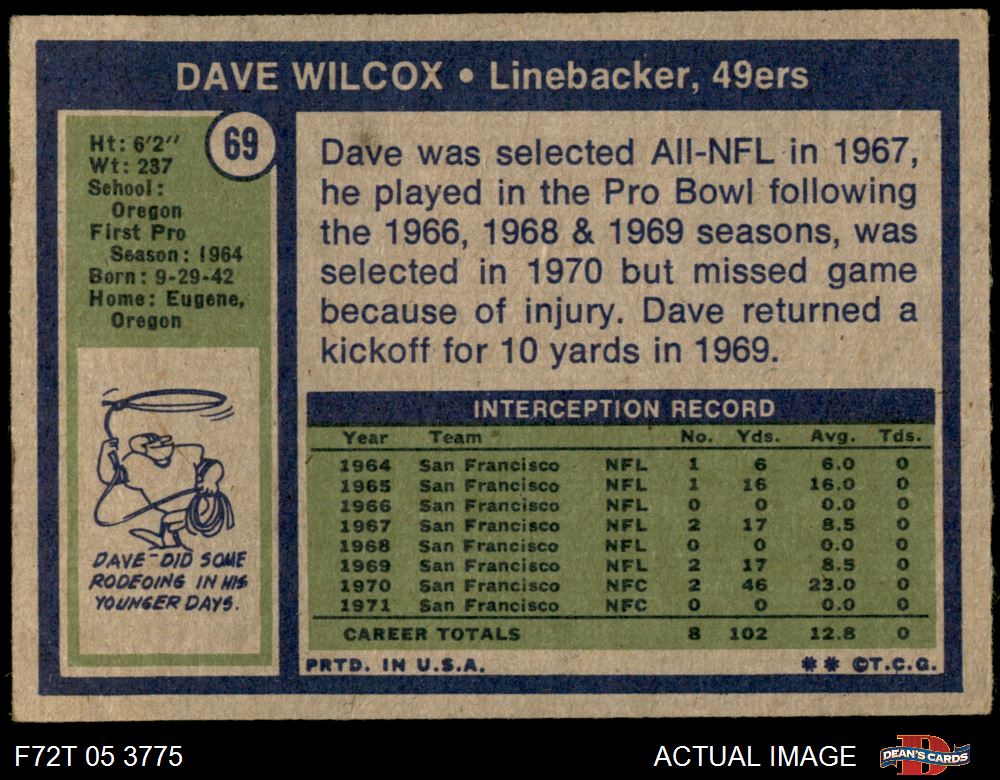 DAVE WILCOX • Linebacker, 49ers
69
Ht: 6'2''
Wt: 237
School:
Oregon
First Pro
Season: 1964
Born: 9-29-42
Home: Eugene,
Oregon
DAVE DID SOME
RODEOING IN HIS
YOUNGER DAYS.
Dave was selected All-NFL in 1967,
he played in the Pro Bowl following
the 1966, 1968 & 1969 seasons, was
selected in 1970 but missed game
because of injury. Dave returned a
kickoff for 10 yards in 1969.
INTERCEPTION RECORD
Year Team No. Yds. Avg. Tds.
1964 San Francisco NFL 1 6 6.0 0
1965 San Francisco NFL 1 16 16.0 0
1966 San Francisco NFL 0 0 0.0 0
1967 San Francisco NFL 2 17 8.5 0
1968 San Francisco NFL 0 0 0.0 0
1969 San Francisco NFL 2 17 8.5 0
1970 San Francisco NFC 2 46 23.0 0
1971 San Francisco NFC 0 0 0.0 0
CAREER TOTALS 8 102 12.8 0
PRTD. IN U.S.A. ** ©T.C.G.
F72T 05 3775 ACTUAL IMAGE DEAN'S CARDS